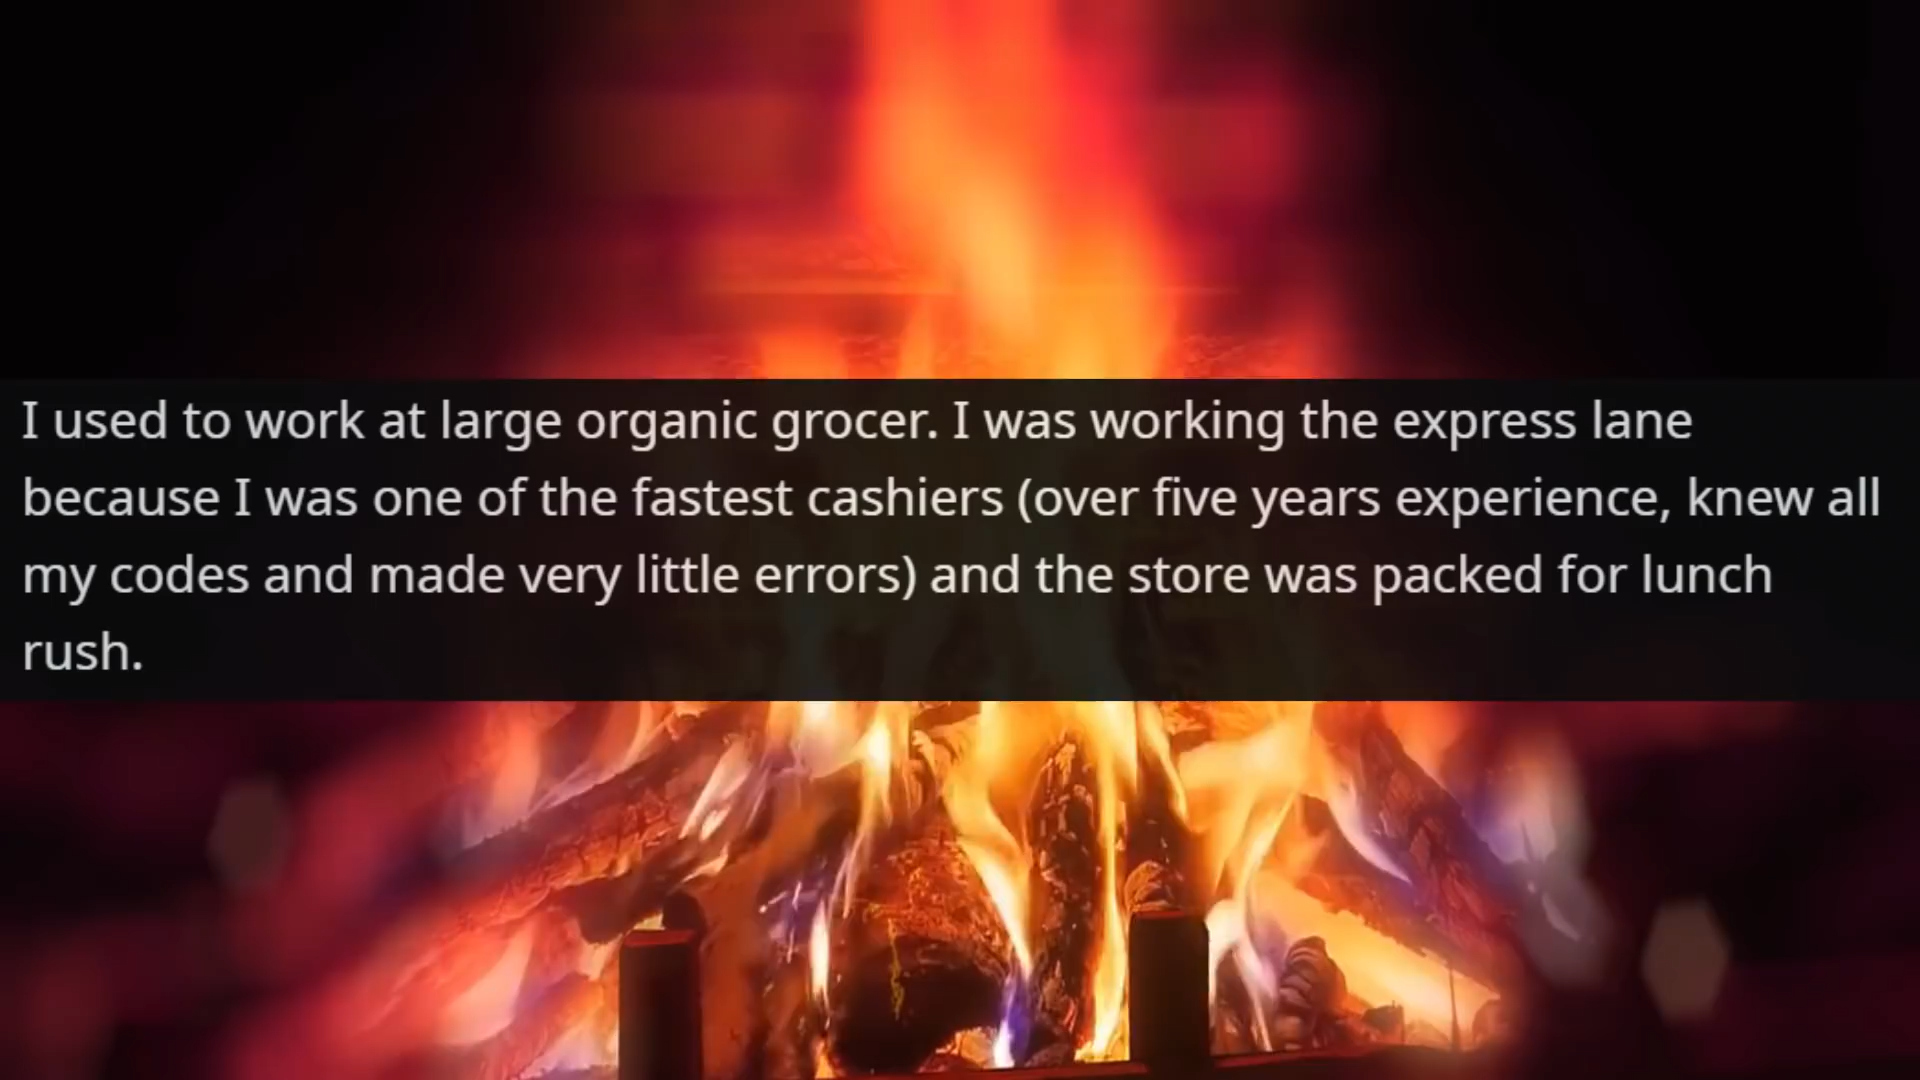 I used to work at large organic grocer. I was working the express lane
because I was one of the fastest cashiers (over five years experience, knew all
my codes and made very little errors) and the store was packed for lunch
rush.